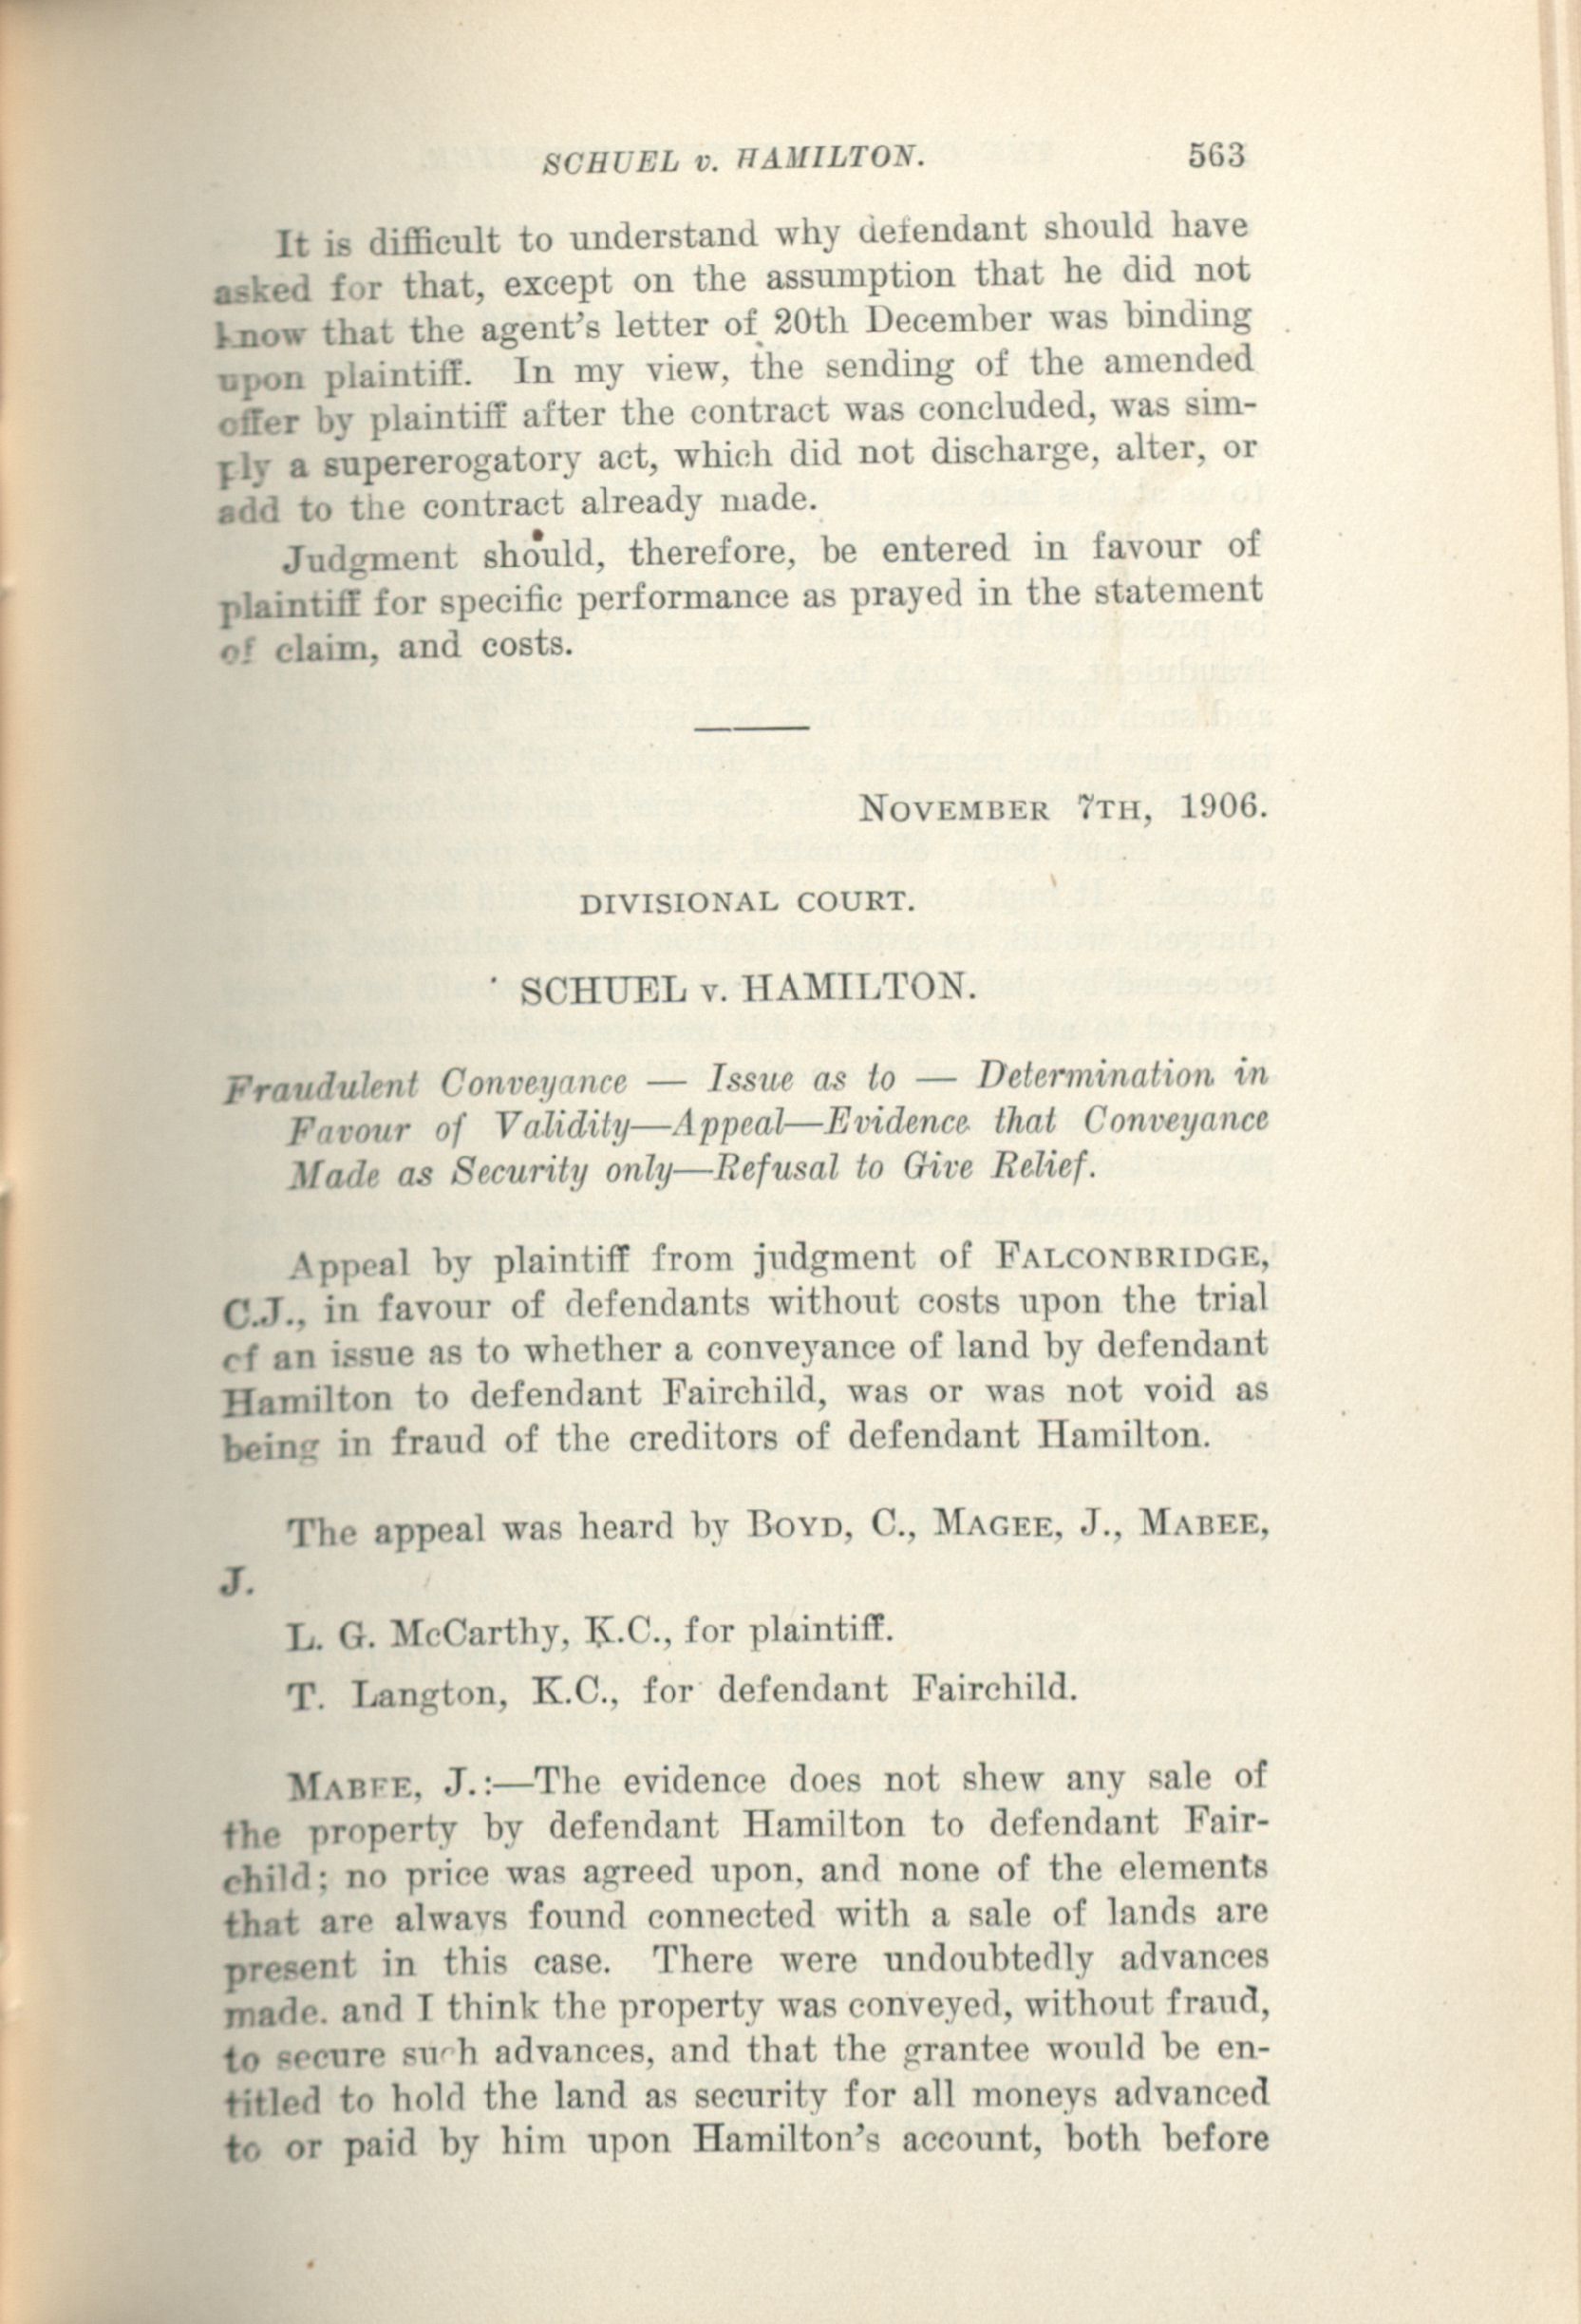 SCHUEL v. HAMILTON. 563
It is difficult to understand why defendant should have
asked for that, except on the assumption that he did not
know that the agent's letter of 20th December was binding
upon plaintiff. In my view, the sending of the amended
offer by plaintiff after the contract was concluded, was sim-
ply a supererogatory act, which did not discharge, alter, or
add to the contract already made.
Judgment should, therefore, be entered in favour of
plaintiff for specific performance as prayed in the statement
of claim, and costs.
NOVEMBER 7TH, 1906.
DIVISIONAL COURT.
SCHUEL v. HAMILTON.
Fraudulent Conveyance — Issue as to — Determination in
Favour of Validity—Appeal—Evidence that Conveyance
Made as Security only—Refusal to Give Relief.
Appeal by plaintiff from judgment of FALCONBRIDGE,
C.J., in favour of defendants without costs upon the trial
of an issue as to whether a conveyance of land by defendant
Hamilton to defendant Fairchild, was or was not void as
being in fraud of the creditors of defendant Hamilton.
The appeal was heard by BOYD, C., MAGEE, J., MABEE,
J.
L. G. McCarthy, K.C., for plaintiff.
T. Langton, K.C., for defendant Fairchild.
MABEE, J.:—The evidence does not shew any sale of
the property by defendant Hamilton to defendant Fair-
child; no price was agreed upon, and none of the elements
that are always found connected with a sale of lands are
present in this case. There were undoubtedly advances
made. and I think the property was conveyed, without fraud,
to secure such advances, and that the grantee would be en-
titled to hold the land as security for all moneys advanced
to or paid by him upon Hamilton's account, both before